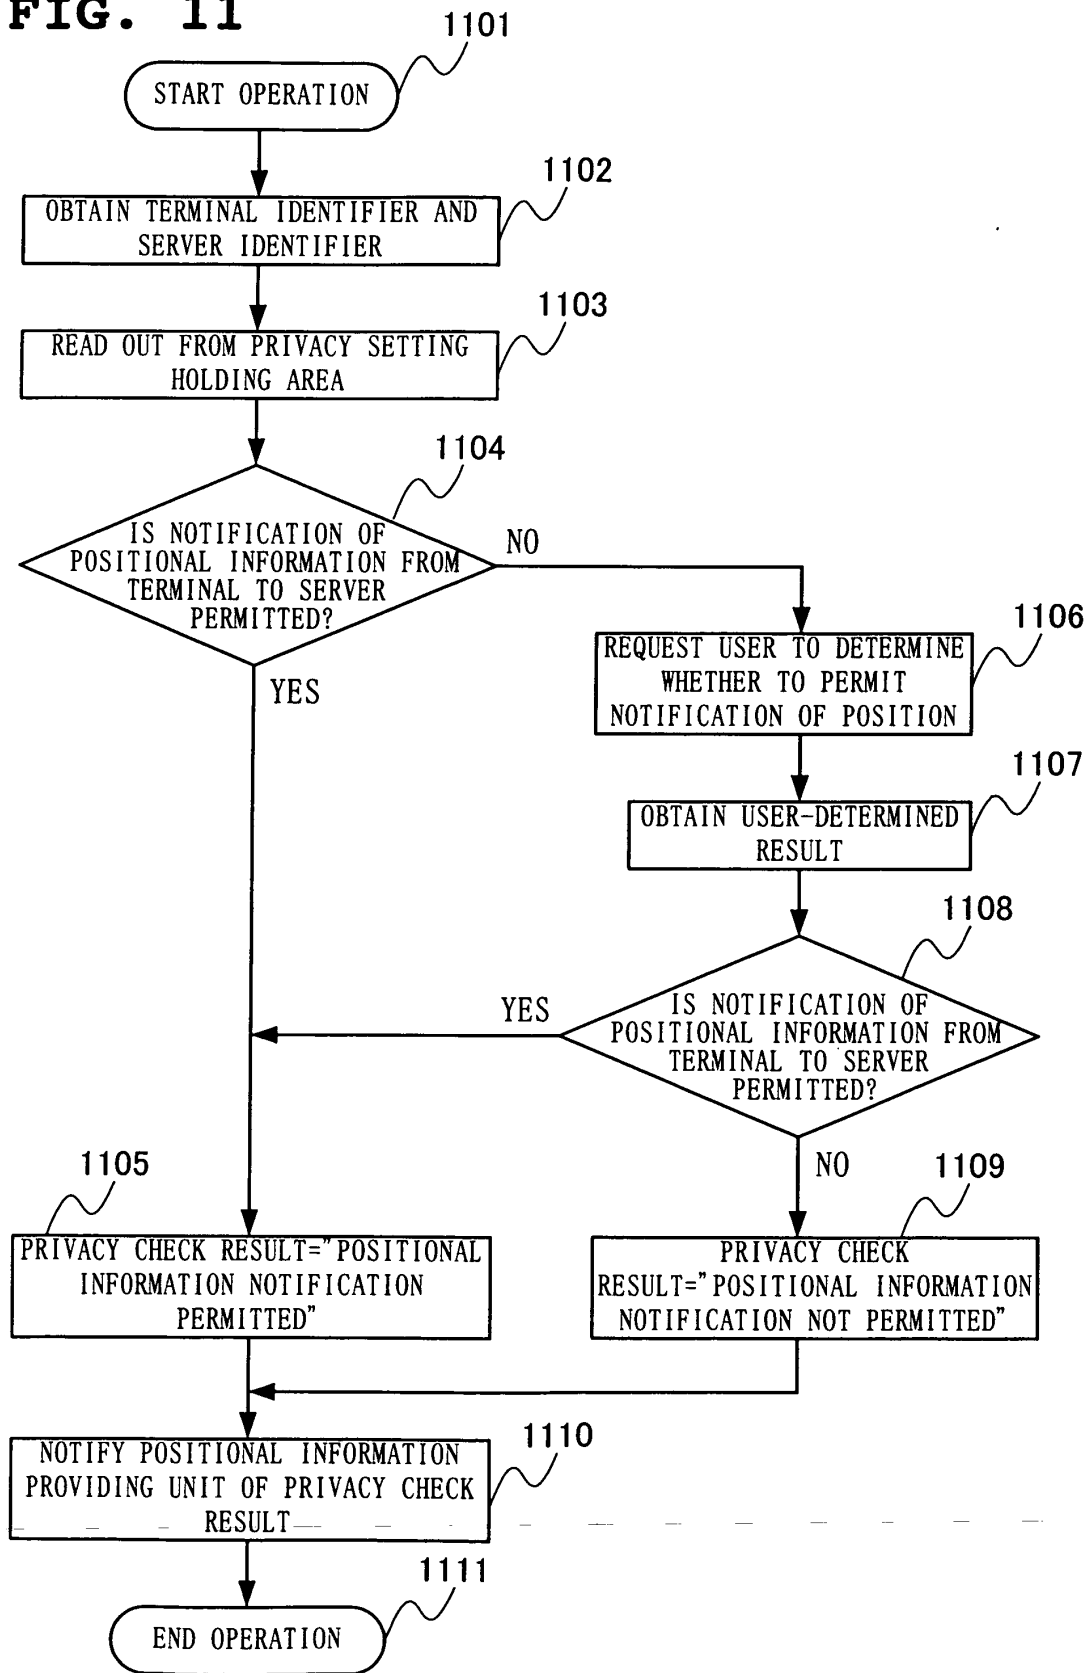 FIG. 11
1101
START OPERATION
1102
OBTAIN TERMINAL IDENTIFIER AND
SERVER IDENTIFIER
1103
READ OUT FROM PRIVACY SETTING
HOLDING AREA
1104
IS NOTIFICATION OF
POSITIONAL INFORMATION FROM
TERMINAL TO SERVER
PERMITTED?
NO
YES
1106
REQUEST USER TO DETERMINE
WHETHER TO PERMIT
NOTIFICATION OF POSITION
1107
OBTAIN USER-DETERMINED
RESULT
1108
IS NOTIFICATION OF
POSITIONAL INFORMATION FROM
TERMINAL TO SERVER
PERMITTED?
YES
NO
1105
PRIVACY CHECK RESULT="POSITIONAL
INFORMATION NOTIFICATION
PERMITTED"
1109
PRIVACY CHECK
RESULT="POSITIONAL INFORMATION
NOTIFICATION NOT PERMITTED"
1110
NOTIFY POSITIONAL INFORMATION
PROVIDING UNIT OF PRIVACY CHECK
RESULT
1111
END OPERATION